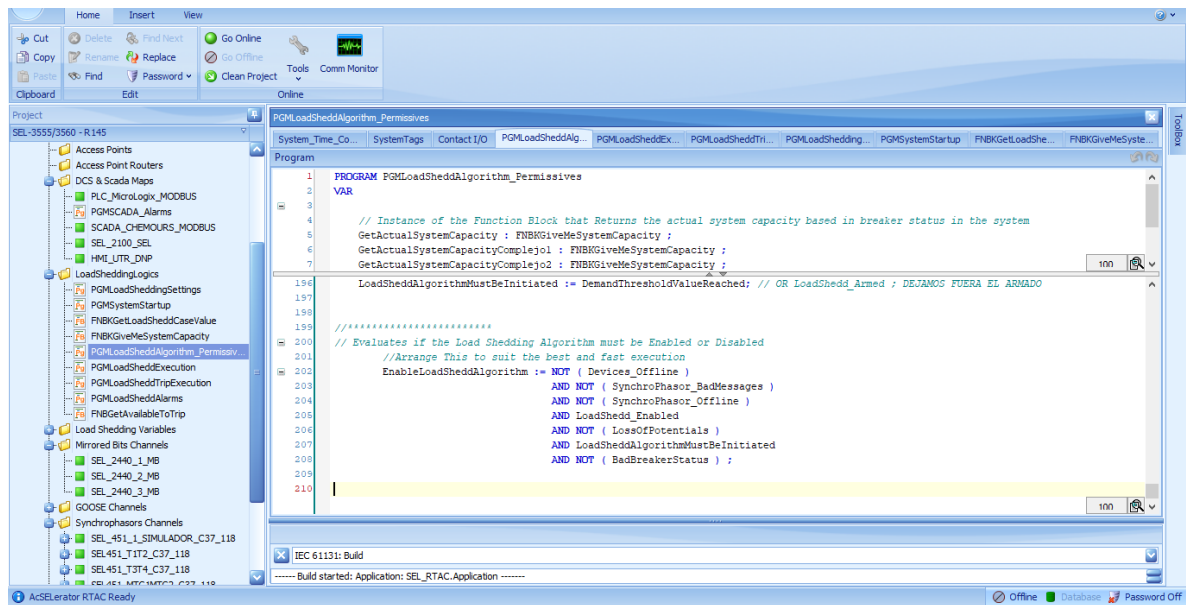 Home Insert View
Cut Delete Find Next Go Online
Copy Rename Replace Go Offline Tools Comm Monitor
Paste Find Password Clean Project
Clipboard Edit Online
Project
SEL-3555/3560 - R145
Access Points
Access Point Routers
DCS & Scada Maps
PLC_MicroLogix_MODBUS
PGMSCADA_Alarms
SCADA_CHEMOURS_MODBUS
SEL_2100_SEL
HMI_UTR_DNP
LoadSheddingLogics
PGMLoadSheddingSettings
PGMSystemStartup
FNBKGetLoadSheddCaseValue
FNBKGiveMeSystemCapacity
PGMLoadSheddAlgorithm_Permissiv...
PGMLoadSheddExecution
PGMLoadSheddTripExecution
PGMLoadSheddAlarms
FNBGetAvailableToTrip
Load Shedding Variables
Mirrored Bits Channels
SEL_2440_1_MB
SEL_2440_2_MB
SEL_2440_3_MB
GOOSE Channels
Synchrophasors Channels
SEL_451_1_SIMULADOR_C37_118
SEL451_T1T2_C37_118
SEL451_T3T4_C37_118
SEL451_MTC1MTC2_C37_118
PGMLoadSheddAlgorithm_Permissives
System_Time_Co... SystemTags Contact I/O PGMLoadSheddAlg... PGMLoadSheddEx... PGMLoadSheddTri... PGMLoadShedding... PGMSystemStartup FNBKGetLoadShe... FNBKGiveMeSyste...
Program
1 PROGRAM PGMLoadSheddAlgorithm_Permissives
2 VAR
3
4 // Instance of the Function Block that Returns the actual system capacity based in breaker status in the system
5 GetActualSystemCapacity : FNBKGiveMeSystemCapacity ;
6 GetActualSystemCapacityComplejo1 : FNBKGiveMeSystemCapacity ;
7 GetActualSystemCapacityComplejo2 : FNBKGiveMeSystemCapacity ;
100
196 LoadSheddAlgorithmMustBeInitiated := DemandThresholdValueReached; // OR LoadShedd_Armed ; DEJAMOS FUERA EL ARMADO
197
198
199 //************************
200 // Evaluates if the Load Shedding Algorithm must be Enabled or Disabled
201 //Arrange This to suit the best and fast execution
202 EnableLoadSheddAlgorithm := NOT ( Devices_Offline )
203 AND NOT ( SynchroPhasor_BadMessages )
204 AND NOT ( SynchroPhasor_Offline )
205 AND LoadShedd_Enabled
206 AND NOT ( LossOfPotentials )
207 AND LoadSheddAlgorithmMustBeInitiated
208 AND NOT ( BadBreakerStatus ) ;
209
210
100
IEC 61131: Build
------ Build started: Application: SEL_RTAC.Application -------
ToolBox
AcSELerator RTAC Ready Offline Database Password Off